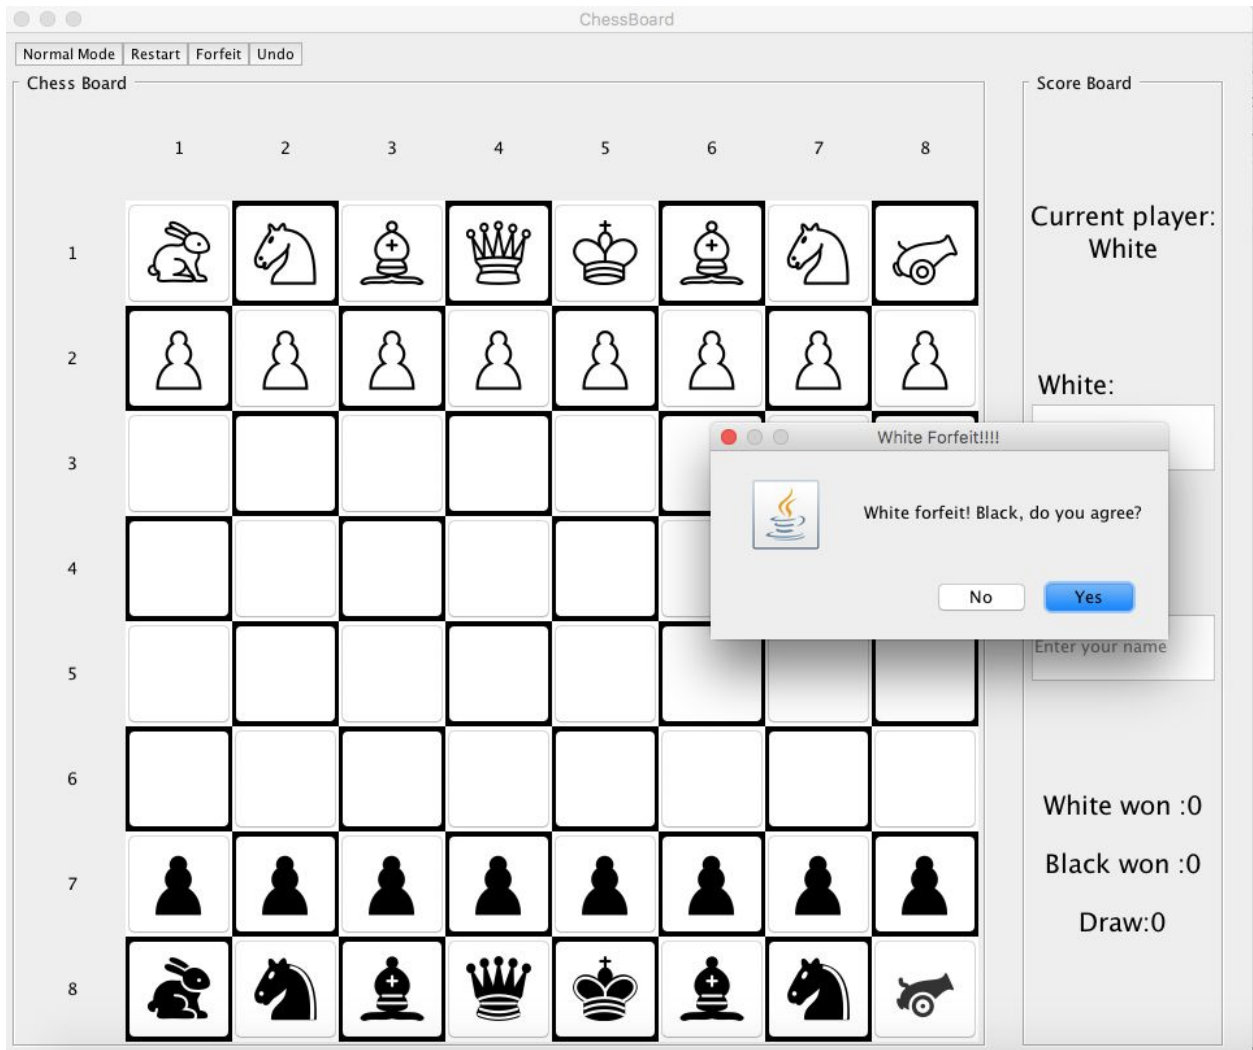 ChessBoard
Normal Mode Restart Forfeit Undo
Chess Board
Score Board
1 2 3 4 5 6 7 8
1
2
3
4
5
6
7
8
Current player:
White
White:
White Forfeit!!!!
White forfeit! Black, do you agree?
No Yes
Enter your name
White won :0
Black won :0
Draw:0